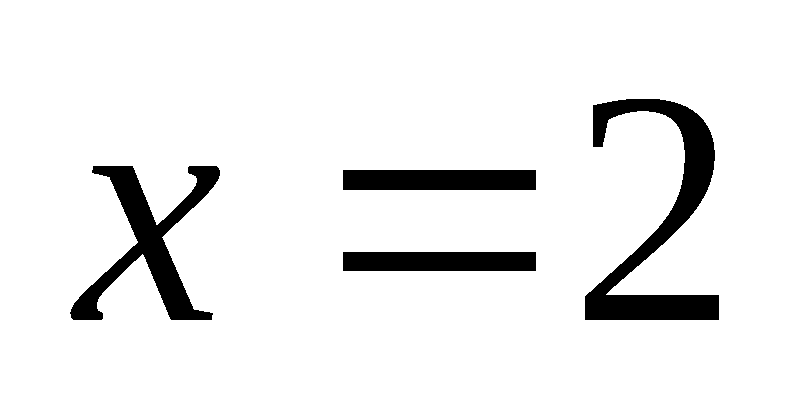 x = 2